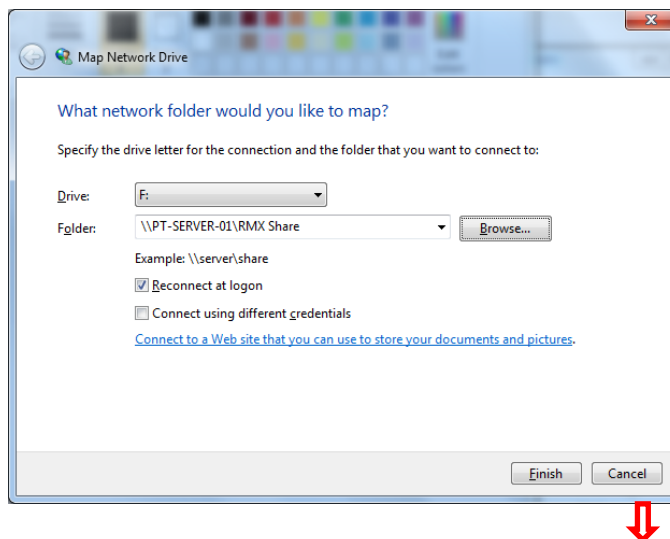 Map Network Drive
What network folder would you like to map?
Specify the drive letter for the connection and the folder that you want to connect to:
Drive: F:
Folder: \\PT-SERVER-01\RMX Share Browse...
Example: \\server\share
Reconnect at logon
Connect using different credentials
Connect to a Web site that you can use to store your documents and pictures.
Finish Cancel